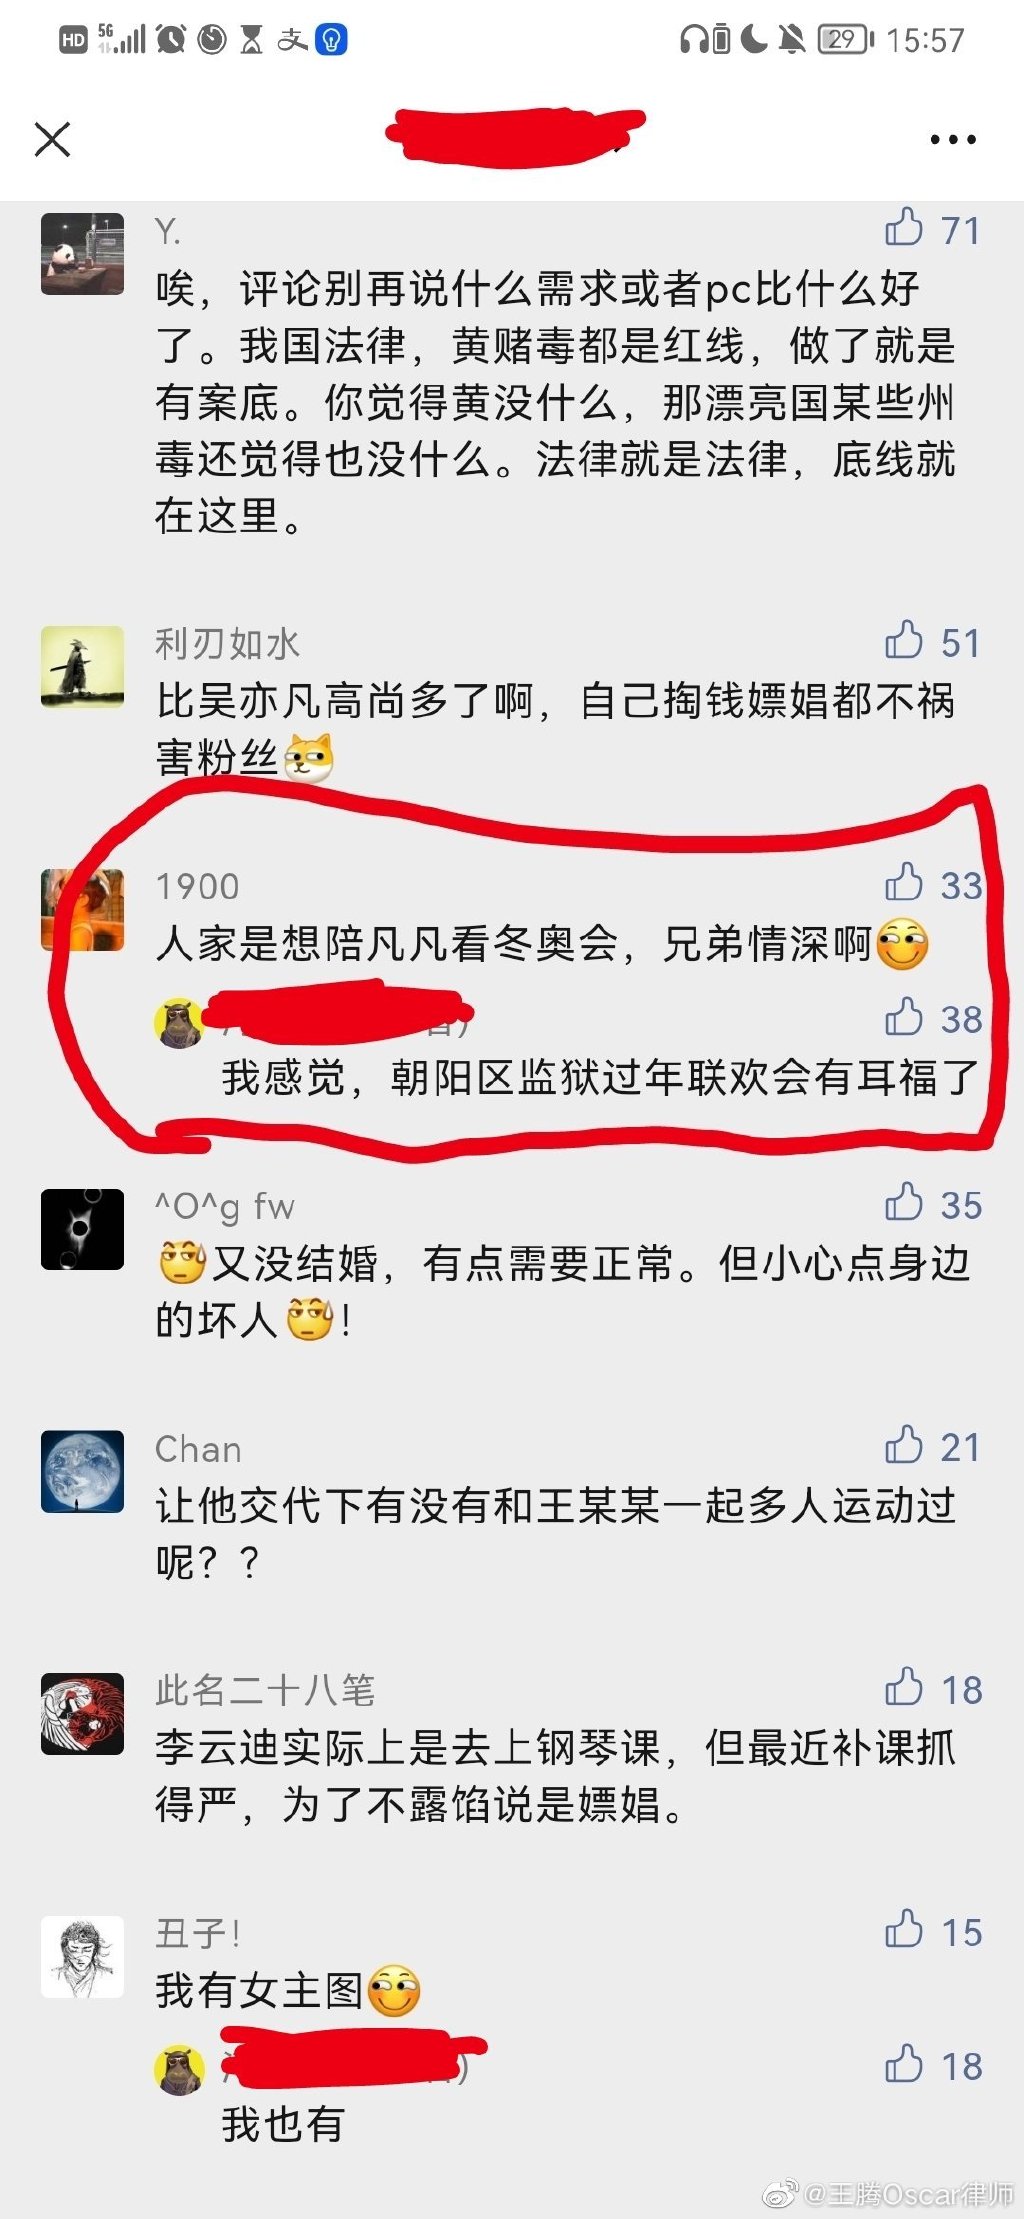 HD 5G 支 29 15:57
Y. 71
唉，评论别再说什么需求或者pc比什么好
了。我国法律，黄赌毒都是红线，做了就是
有案底。你觉得黄没什么，那漂亮国某些州
毒还觉得也没什么。法律就是法律，底线就
在这里。
利刃如水 51
比吴亦凡高尚多了啊，自己掏钱嫖娼都不祸
害粉丝
1900 33
人家是想陪凡凡看冬奥会，兄弟情深啊
38
我感觉，朝阳区监狱过年联欢会有耳福了
^O^g fw 35
又没结婚，有点需要正常。但小心点身边
的坏人！
Chan 21
让他交代下有没有和王某某一起多人运动过
呢？？
此名二十八笔 18
李云迪实际上是去上钢琴课，但最近补课抓
得严，为了不露馅说是嫖娼。
丑子！ 15
我有女主图
18
我也有
@王腾Oscar律师